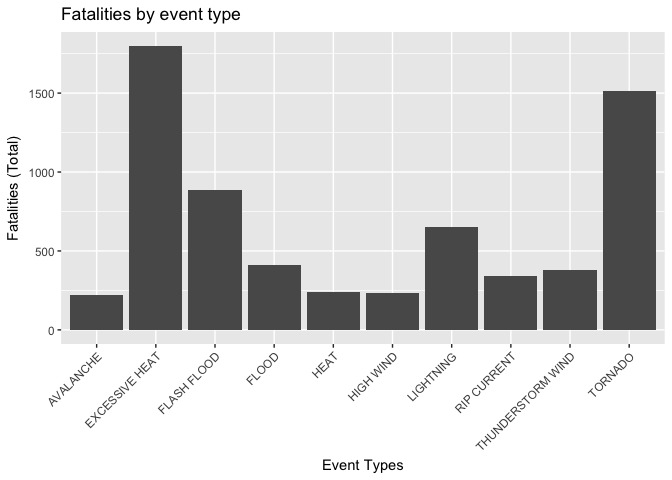 Fatalities by event type
Fatalities (Total)
1500
1000
500
0
AVALANCHE
EXCESSIVE HEAT
FLASH FLOOD
FLOOD
HEAT
HIGH WIND
LIGHTNING
RIP CURRENT
THUNDERSTORM WIND
TORNADO
Event Types